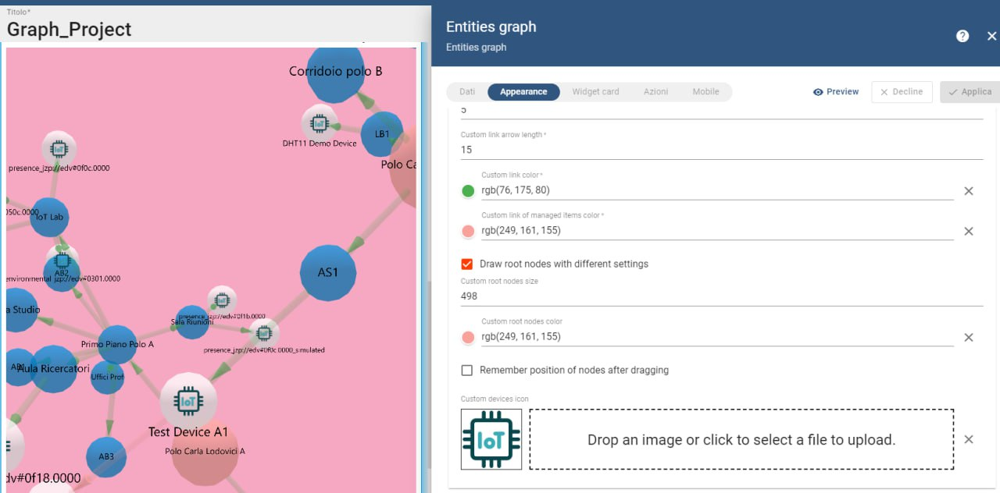 Titolo*
Graph_Project
Corridoio polo B
IoT
DHT11 Demo Device
LB1
Polo Ca
IoT
presence_jzp://edv#0f0c.0000
050c.0000
IoT Lab
AB2
environmental_jzp://edv#0301.0000
AS1
a Studio
IoT
presence_jzp://edv#0f1b.0000
Sala Riunioni
IoT
presence_jzp://edv#0f0c.0000_simulated
Primo Piano Polo A
AB1
Aula Ricercatori
Uffici Prof
IoT
Test Device A1
Polo Carla Lodovici A
AB3
edv#0f18.0000
Entities graph
Entities graph
?
Dati
Appearance
Widget card
Azioni
Mobile
Preview
Decline
Applica
5
Custom link arrow length *
15
Custom link color *
rgb(76, 175, 80)
Custom link of managed items color *
rgb(249, 161, 155)
Draw root nodes with different settings
Custom root nodes size
498
Custom root nodes color
rgb(249, 161, 155)
Remember position of nodes after dragging
Custom devices icon
IoT
Drop an image or click to select a file to upload.